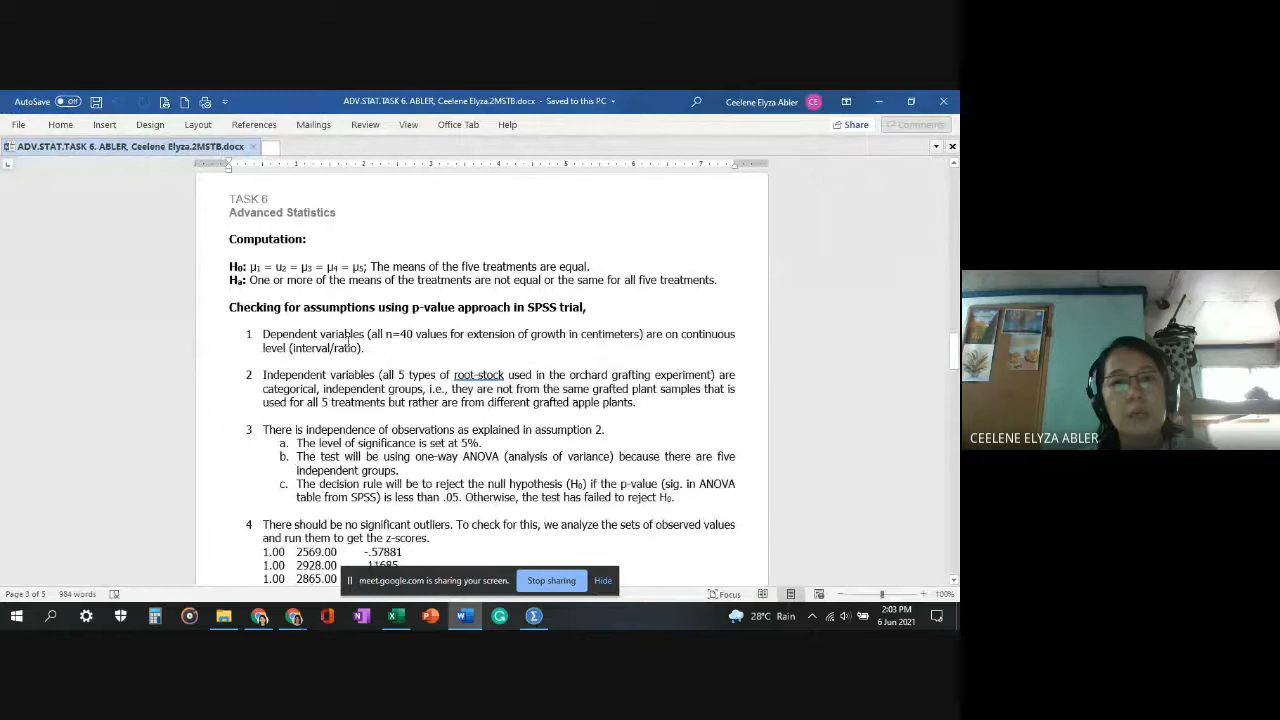 AutoSave Off
ADV.STAT.TASK 6. ABLER, Ceelene Elyza.2MSTB.docx - Saved to this PC
Ceelene Elyza Abler CE
File Home Insert Design Layout References Mailings Review View Office Tab Help
Share Comments
ADV.STAT.TASK 6. ABLER, Ceelene Elyza.2MSTB.docx
1 2 3 4 5 6 7
TASK 6
Advanced Statistics
Computation:
H₀: µ₁ = u₂ = µ₃ = µ₄ = µ₅; The means of the five treatments are equal.
Hₐ: One or more of the means of the treatments are not equal or the same for all five treatments.
Checking for assumptions using p-value approach in SPSS trial,
1 Dependent variables (all n=40 values for extension of growth in centimeters) are on continuous
level (interval/ratio).
2 Independent variables (all 5 types of root-stock used in the orchard grafting experiment) are
categorical, independent groups, i.e., they are not from the same grafted plant samples that is
used for all 5 treatments but rather are from different grafted apple plants.
3 There is independence of observations as explained in assumption 2.
a. The level of significance is set at 5%.
b. The test will be using one-way ANOVA (analysis of variance) because there are five
independent groups.
c. The decision rule will be to reject the null hypothesis (H₀) if the p-value (sig. in ANOVA
table from SPSS) is less than .05. Otherwise, the test has failed to reject H₀.
4 There should be no significant outliers. To check for this, we analyze the sets of observed values
and run them to get the z-scores.
1.00 2569.00 -.57881
1.00 2928.00 .11685
1.00 2865.00
meet.google.com is sharing your screen. Stop sharing Hide
CEELENE ELYZA ABLER
Page 3 of 5 984 words Focus 100%
28°C Rain 2:03 PM
6 Jun 2021